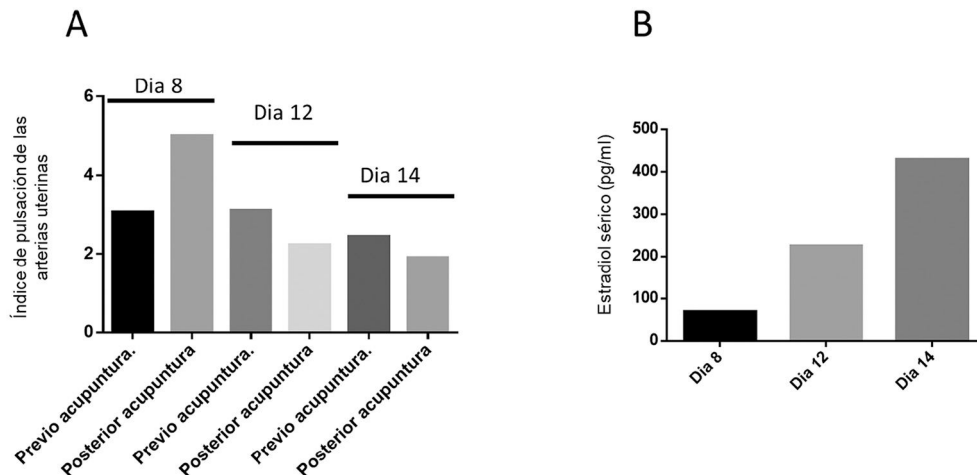 A
Índice de pulsación de las
arterias uterinas
6
4
2
0
Dia 8
Dia 12
Dia 14
Previo acupuntura.
Posterior acupuntura
Previo acupuntura.
Posterior acupuntura
Previo acupuntura.
Posterior acupuntura
B
Estradiol sérico (pg/ml)
500
400
300
200
100
0
Dia 8
Dia 12
Dia 14